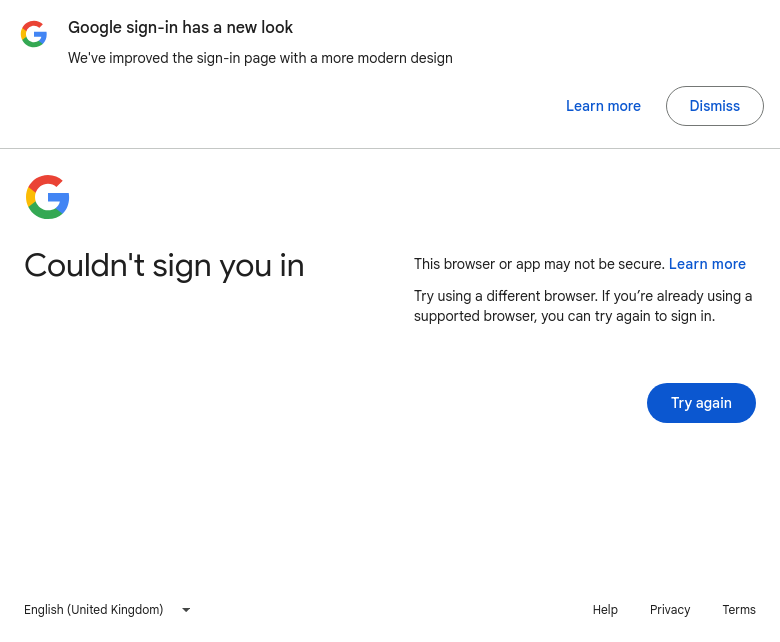 Google sign-in has a new look
We've improved the sign-in page with a more modern design
Learn more
Dismiss
Couldn't sign you in
This browser or app may not be secure. Learn more
Try using a different browser. If you’re already using a
supported browser, you can try again to sign in.
Try again
English (United Kingdom)
Help
Privacy
Terms